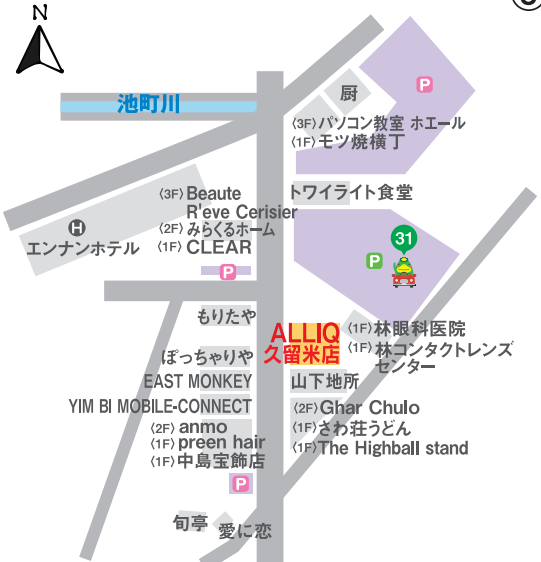 N
池町川
P
厨
〈3F〉パソコン教室 ホエール
〈1F〉モツ焼横丁
〈3F〉Beaute
R'eve Cerisier
〈2F〉みらくるホーム
〈1F〉CLEAR
トワイライト食堂
H
エンナンホテル
P
31
P
もりたや
ALLIQ
久留米店
〈1F〉林眼科医院
〈1F〉林コンタクトレンズ
センター
ぽっちゃりや
EAST MONKEY
山下地所
YIM BI MOBILE-CONNECT
〈2F〉Ghar Chulo
〈1F〉さわ荘うどん
〈1F〉The Highball stand
〈2F〉anmo
〈1F〉preen hair
〈1F〉中島宝飾店
P
旬亭
愛に恋